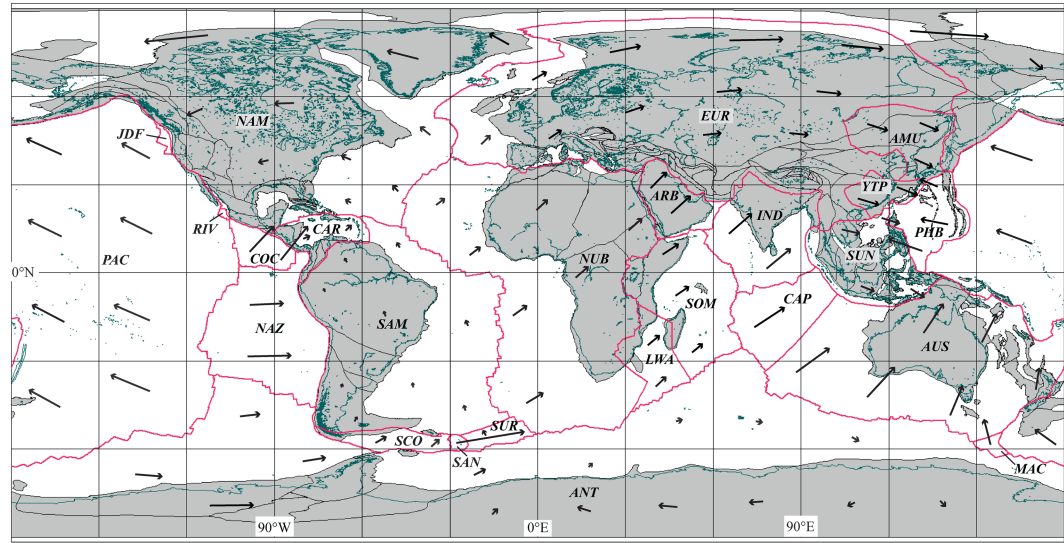 NAM
EUR
AMU
JDF
YTP
ARB
IND
RIV
CAR
PHB
COC
NUB
SUN
PAC
0°N
SOM
CAP
NAZ
SAM
AUS
LWA
SUR
SCO
SAN
MAC
ANT
90°W
0°E
90°E